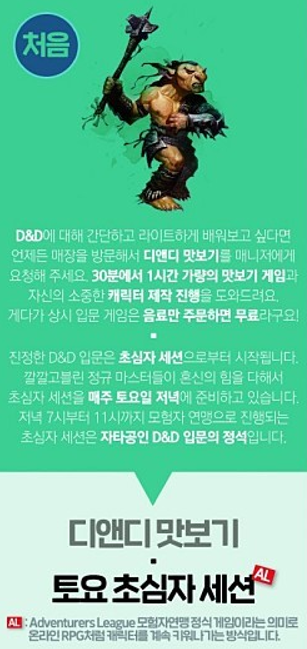 처음
D&D에 대해 간단하고 라이트하게 배워보고 싶다면
언제든 매장을 방문해서 디앤디 맛보기를 매니저에게
요청해 주세요. 30분에서 1시간 가량의 맛보기 게임과
자신의 소중한 캐릭터 제작 진행을 도와드려요.
게다가 상시 입문 게임은 음료만 주문하면 무료라구요!
진정한 D&D 입문은 초심자 세션으로부터 시작됩니다.
깔깔고블린 정규 마스터들이 혼신의 힘을 다해서
초심자 세션을 매주 토요일 저녁에 준비하고 있습니다.
저녁 7시부터 11시까지 모험자 연맹으로 진행되는
초심자 세션은 자타공인 D&D 입문의 정석입니다.
디앤디 맛보기
토요 초심자 세션 AL
AL : Adventurers League 모험자연맹 정식 게임이라는 의미로
온라인 RPG처럼 캐릭터를 계속 키워나가는 방식입니다.